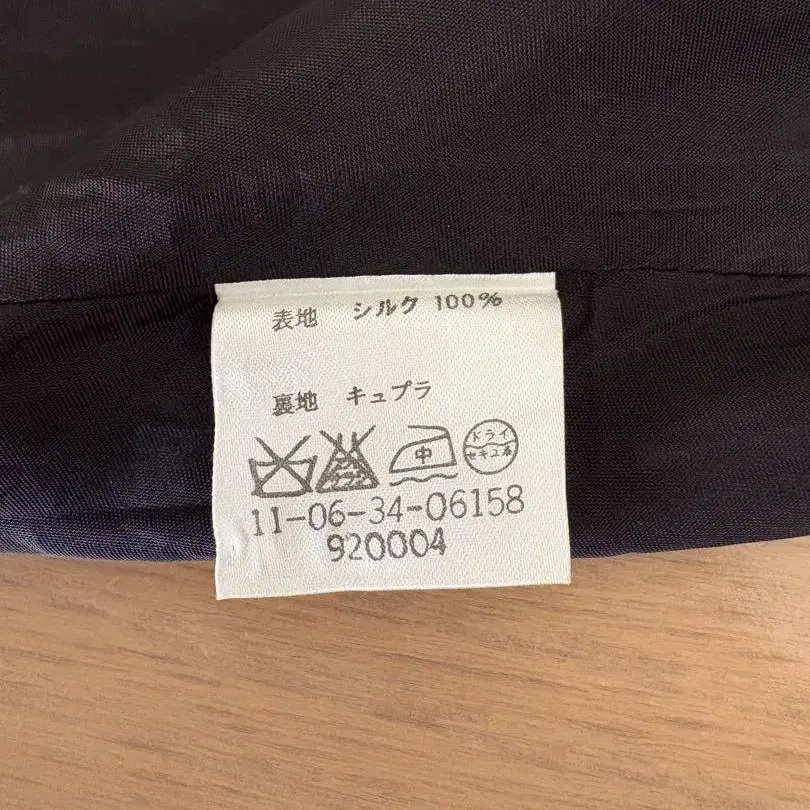 表地 シルク 100%
裏地 キュプラ
中 ドライ
セキユ系
11-06-34-06158
920004